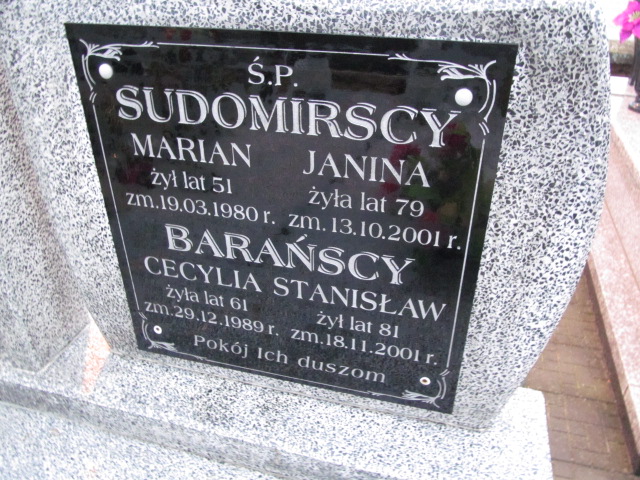 Ś.P.
SUDOMIRSCY
MARIAN JANINA
żył lat 51 żyła lat 79
zm.19.03.1980 r. zm.13.10.2001 r.
BARAŃSCY
CECYLIA STANISŁAW
żyła lat 61 żył lat 81
zm.29.12.1989 r. zm.18.11.2001 r.
Pokój Ich duszom